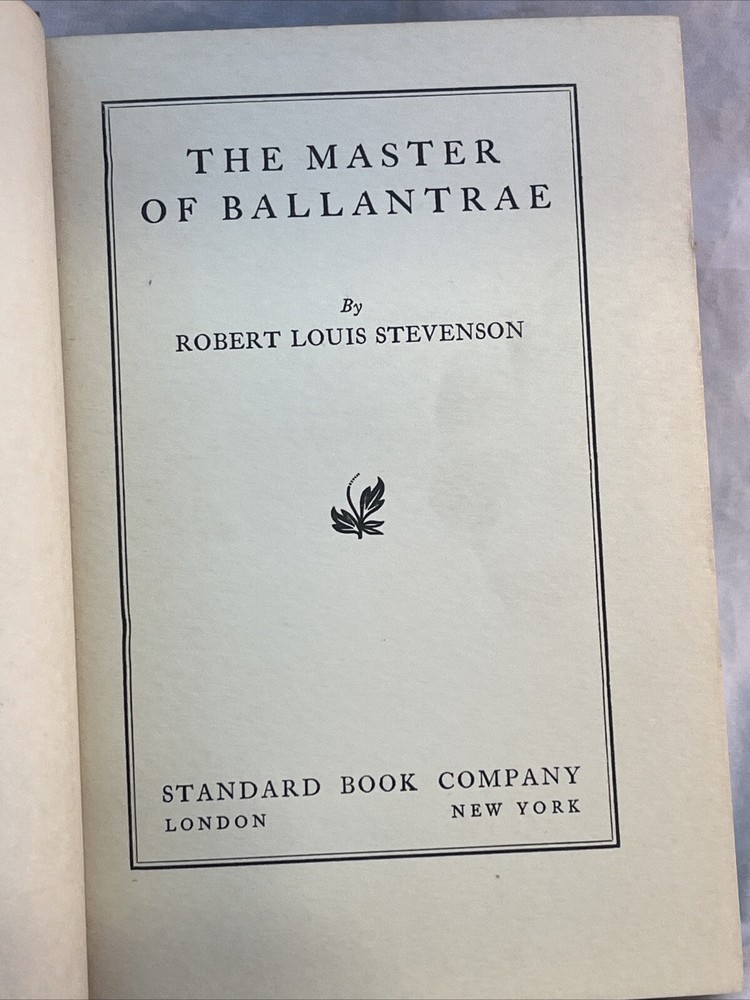 THE MASTER
OF BALLANTRAE
By
ROBERT LOUIS STEVENSON
STANDARD BOOK COMPANY
LONDON NEW YORK